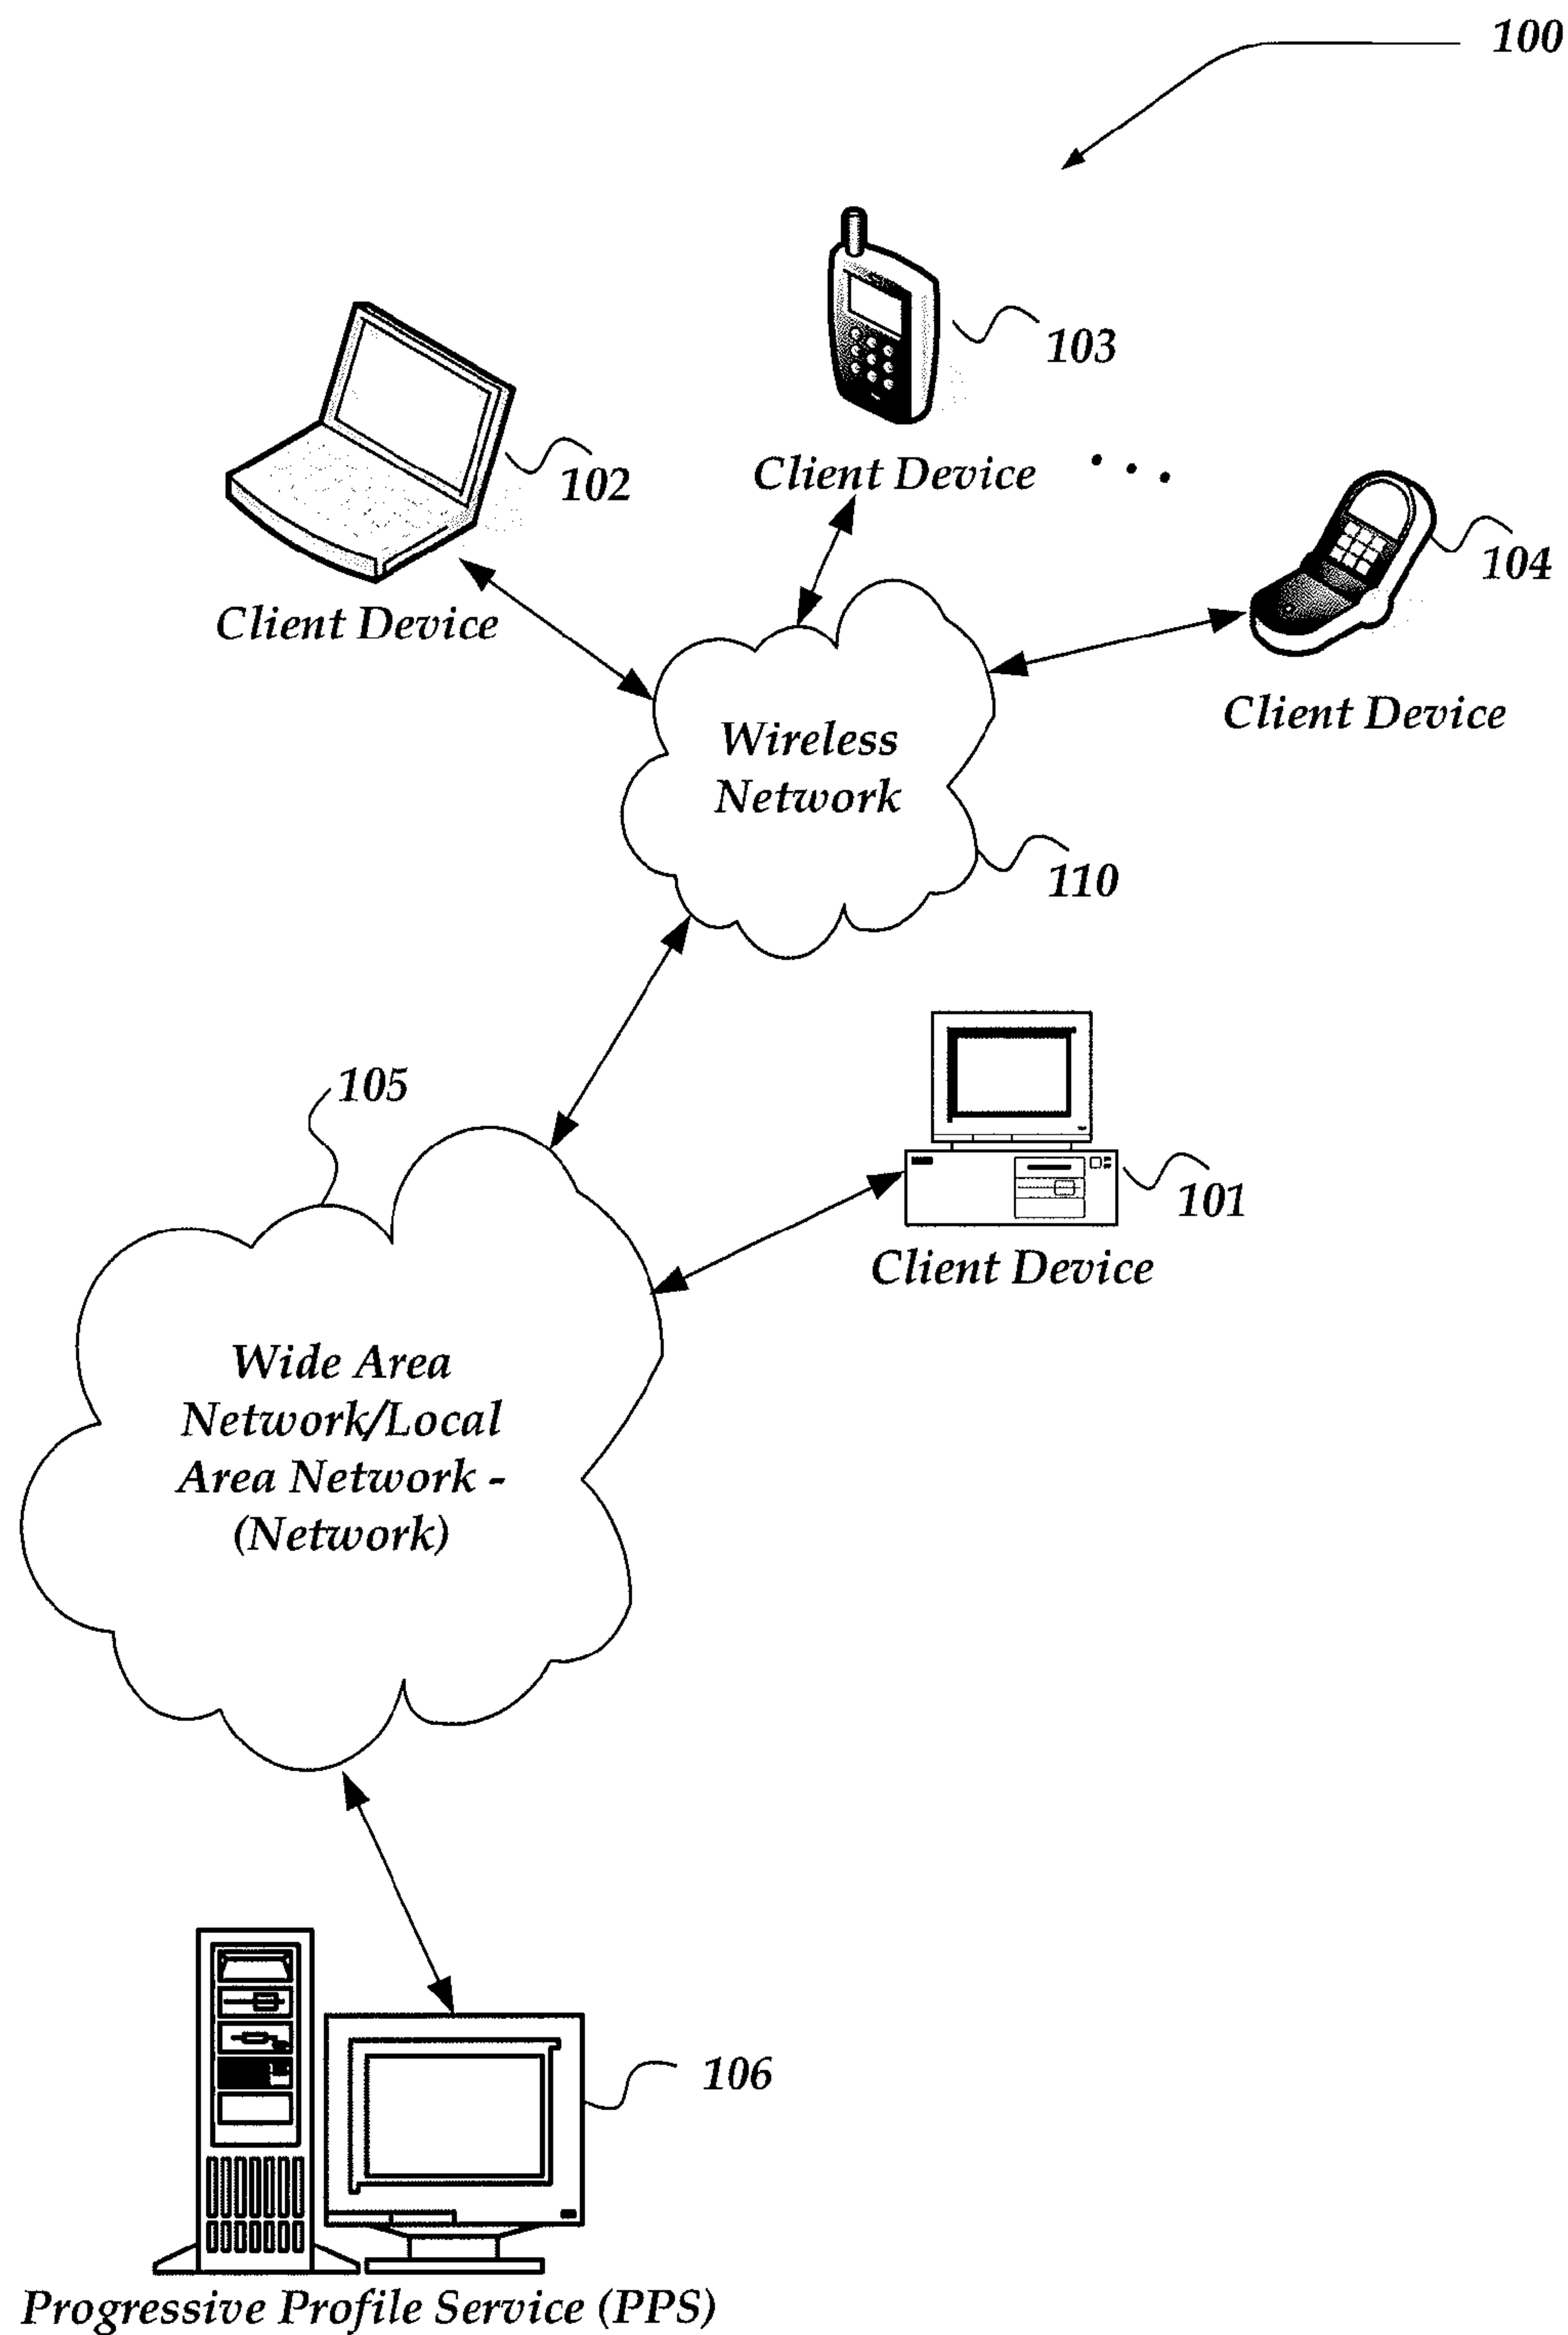 100
103
Client Device
. . .
102
Client Device
104
Client Device
Wireless
Network
110
105
101
Client Device
Wide Area
Network/Local
Area Network -
(Network)
106
Progressive Profile Service (PPS)